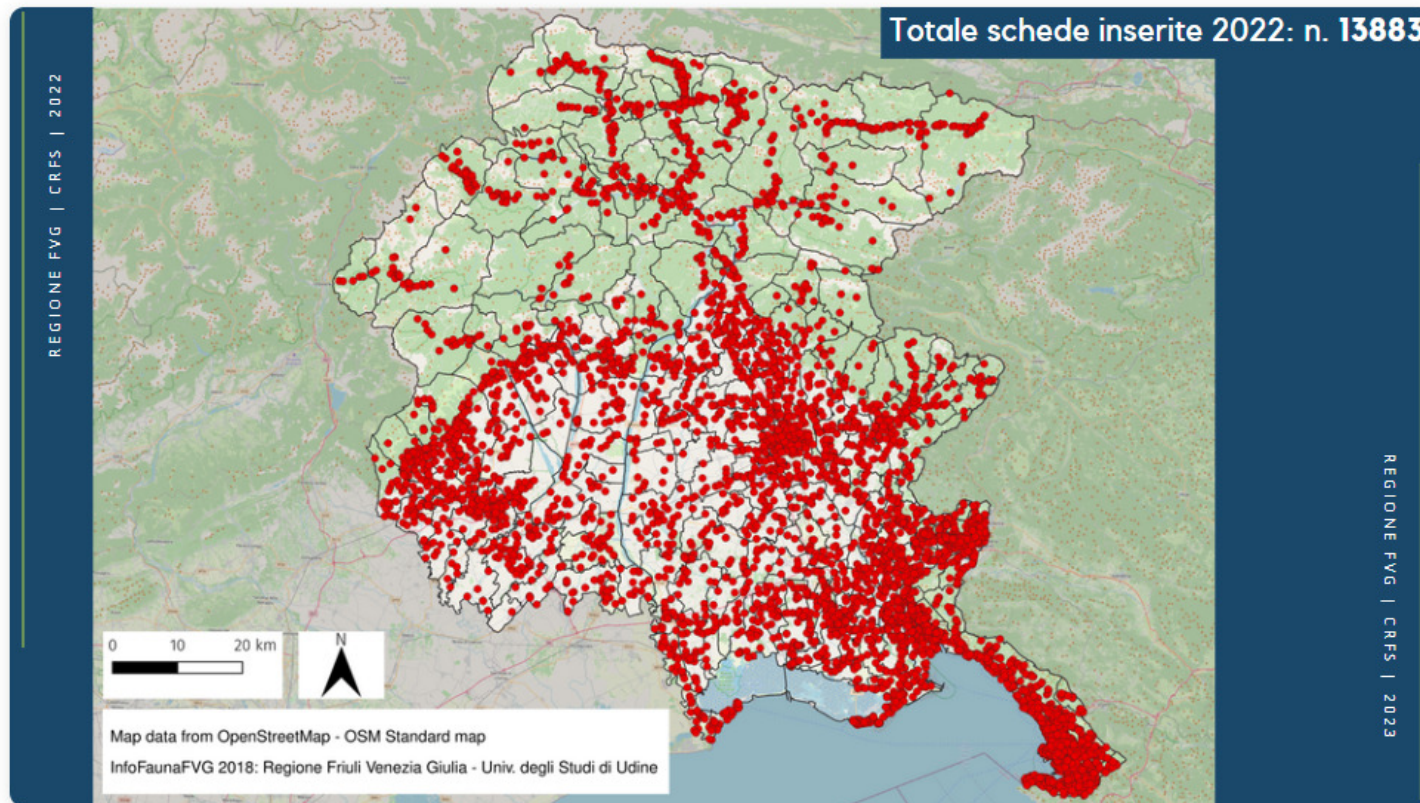 Totale schede inserite 2022: n. 13883
REGIONE FVG | CRFS | 2022
0 10 20 km
N
Map data from OpenStreetMap - OSM Standard map
InfoFaunaFVG 2018: Regione Friuli Venezia Giulia - Univ. degli Studi di Udine
REGIONE FVG | CRFS | 2023